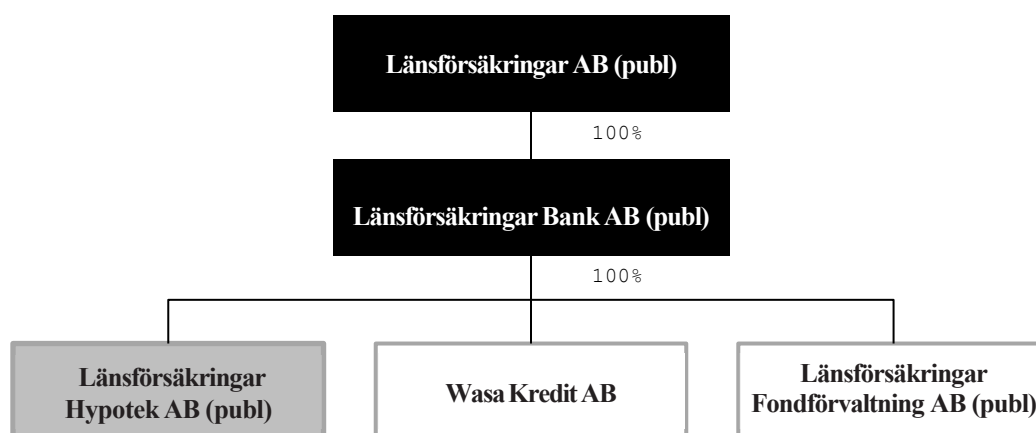 Länsförsäkringar AB (publ)
100%
Länsförsäkringar Bank AB (publ)
100%
Länsförsäkringar
Hypotek AB (publ)
Wasa Kredit AB
Länsförsäkringar
Fondförvaltning AB (publ)